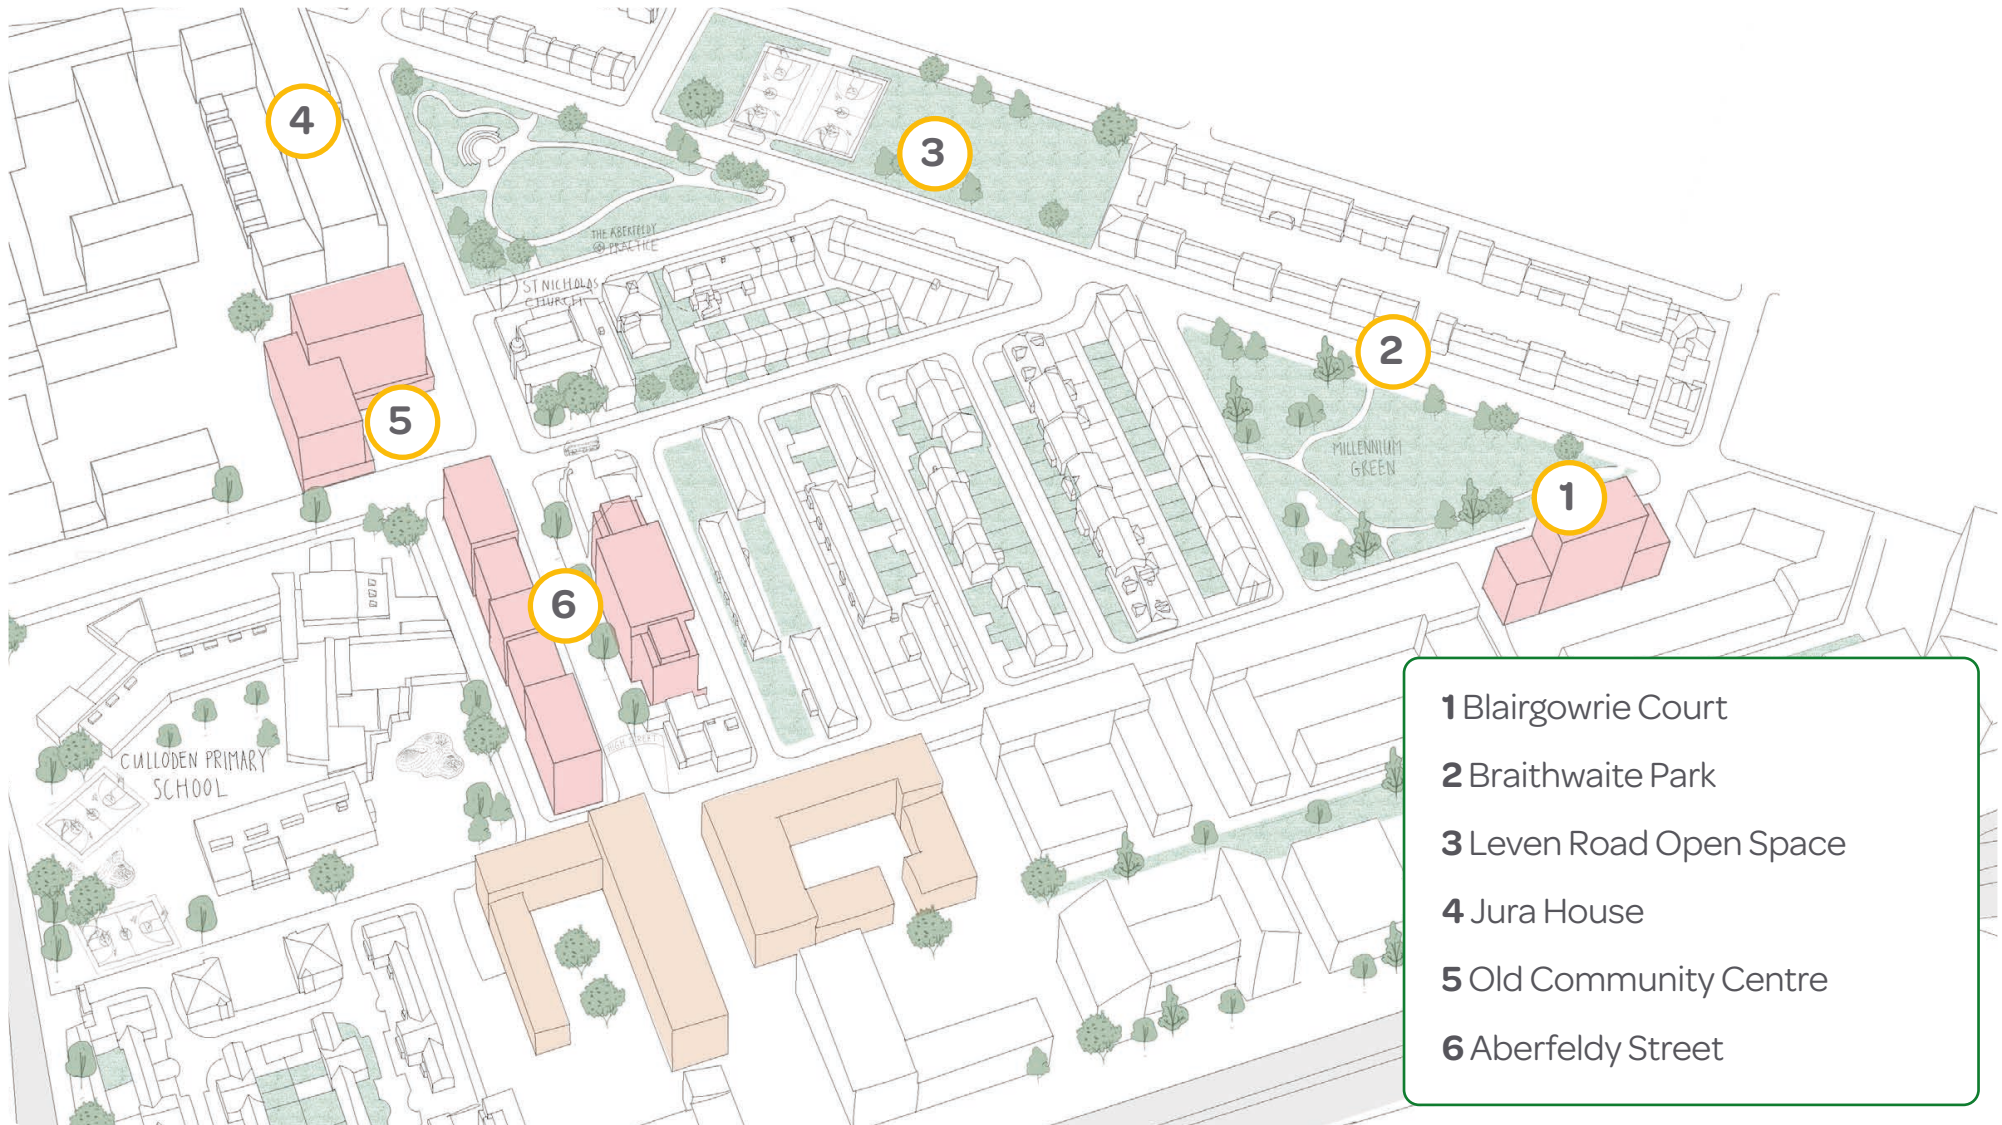 4
3
THE ABERFELDY
PRACTICE
ST NICHOLAS
CHURCH
2
5
MILLENNIUM
GREEN
1
6
HIGH STREET
CULLODEN PRIMARY
SCHOOL
1 Blairgowrie Court
2 Braithwaite Park
3 Leven Road Open Space
4 Jura House
5 Old Community Centre
6 Aberfeldy Street